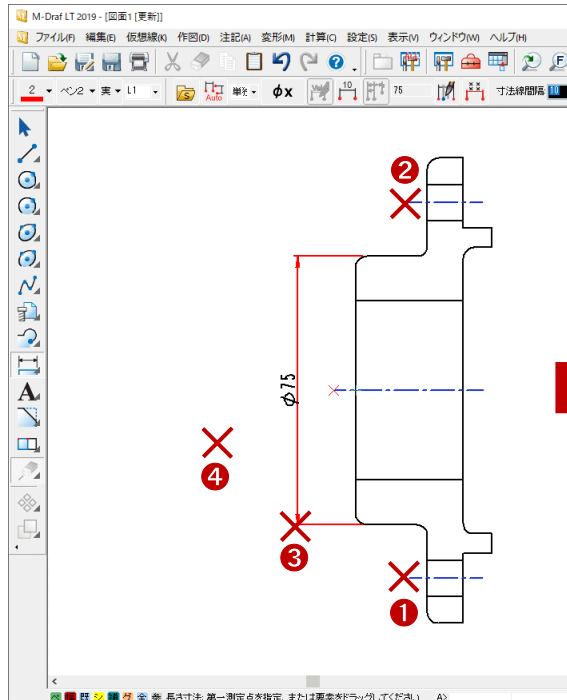 M-Draf LT 2019 - [図面1 [更新]]
ファイル(F) 編集(E) 仮想線(K) 作図(D) 注記(A) 変形(M) 計算(C) 設定(S) 表示(V) ウィンドウ(W) ヘルプ(H)
2 ペン2 実 L1 S Auto 単独 φx 10 75 寸法線間隔 10
2
φ75
4
3
1
A
長さ寸法: 第一測定点を指定, または要素をドラッグしてください A>